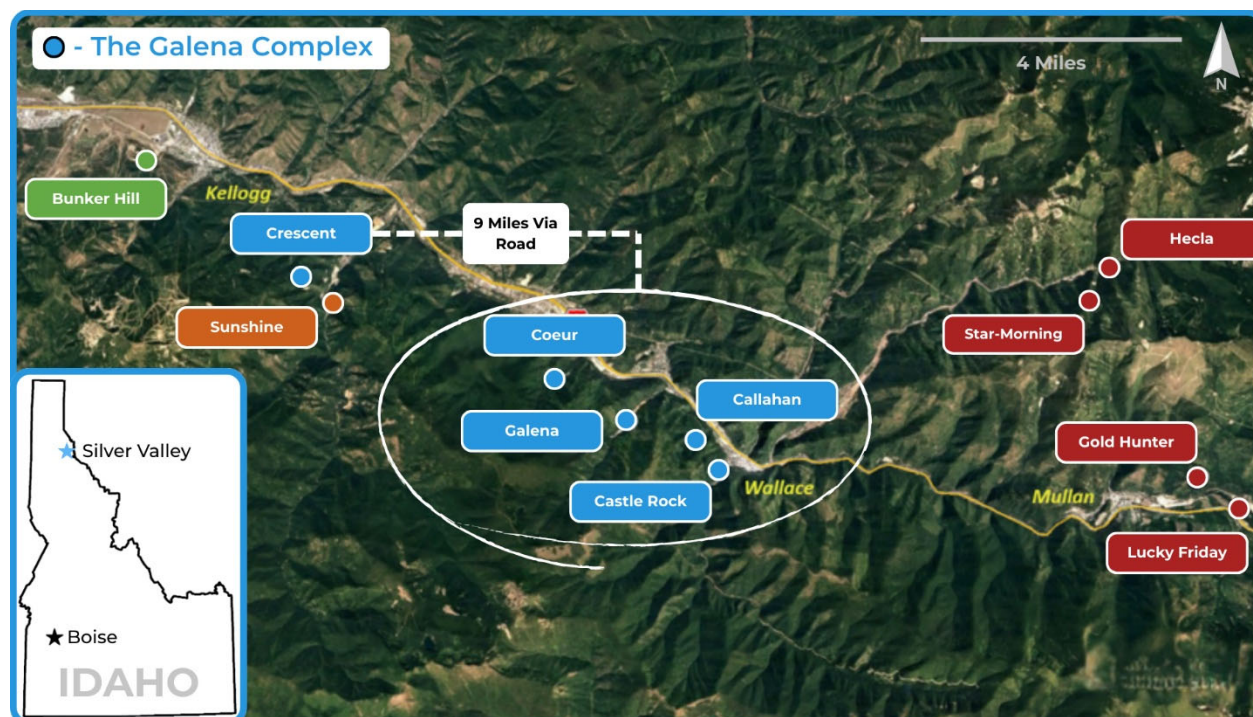 - The Galena Complex
4 Miles
N
Bunker Hill
Kellogg
Crescent
9 Miles Via
Road
Hecla
Sunshine
Coeur
Star-Morning
Callahan
Galena
Gold Hunter
Castle Rock
Wallace
Mullan
Lucky Friday
Silver Valley
Boise
IDAHO